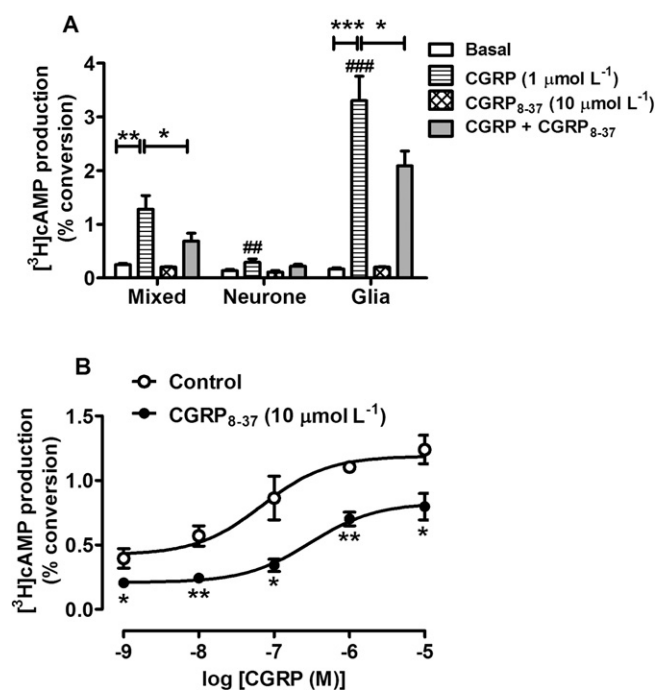 A
*** *
###
Basal
CGRP (1 µmol L⁻¹)
CGRP₈₋₃₇ (10 µmol L⁻¹)
CGRP + CGRP₈₋₃₇
** *
##
[³H]cAMP production
(% conversion)
4
3
2
1
0
Mixed Neurone Glia
B
Control
CGRP₈₋₃₇ (10 µmol L⁻¹)
[³H]cAMP production
(% conversion)
1.5
1.0
0.5
0.0
* ** * ** *
-9 -8 -7 -6 -5
log [CGRP (M)]